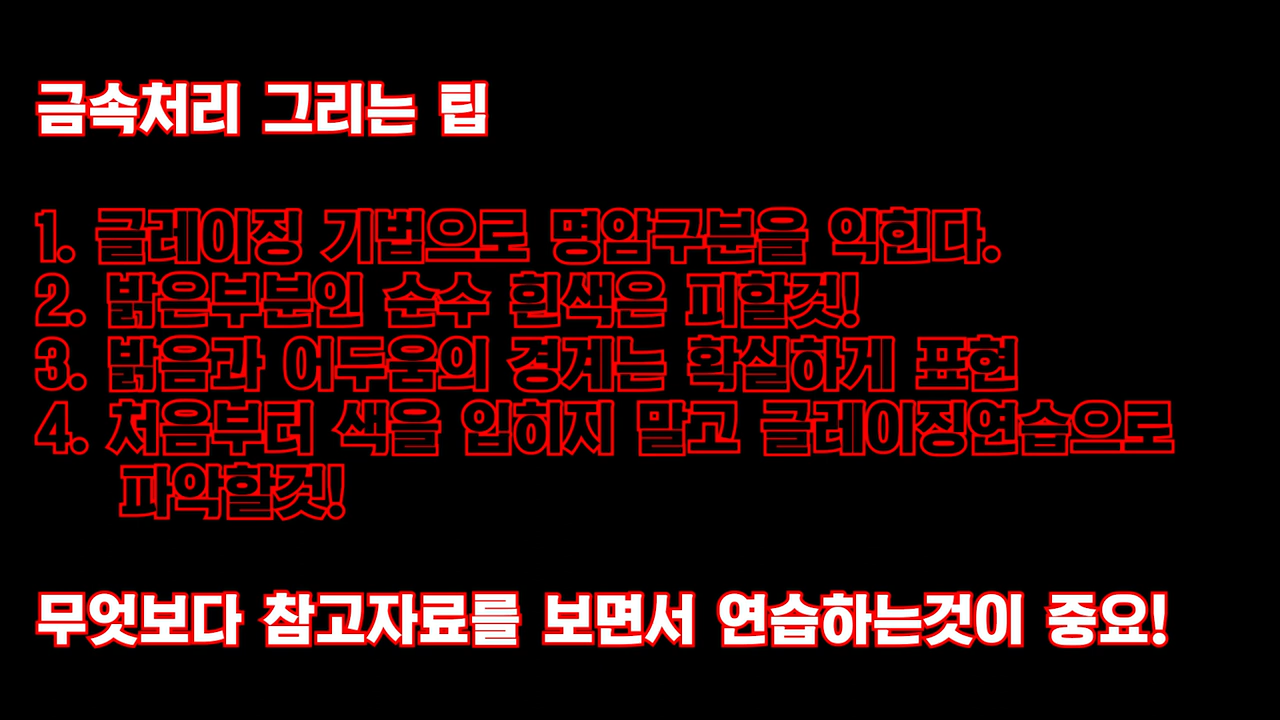 금속처리 그리는 팁
1. 글레이징 기법으로 명암구분을 익힌다.
2. 밝은부분인 순수 흰색은 피할것!
3. 밝음과 어두움의 경계는 확실하게 표현
4. 처음부터 색을 입히지 말고 글레이징연습으로
파악할것!
무엇보다 참고자료를 보면서 연습하는것이 중요!